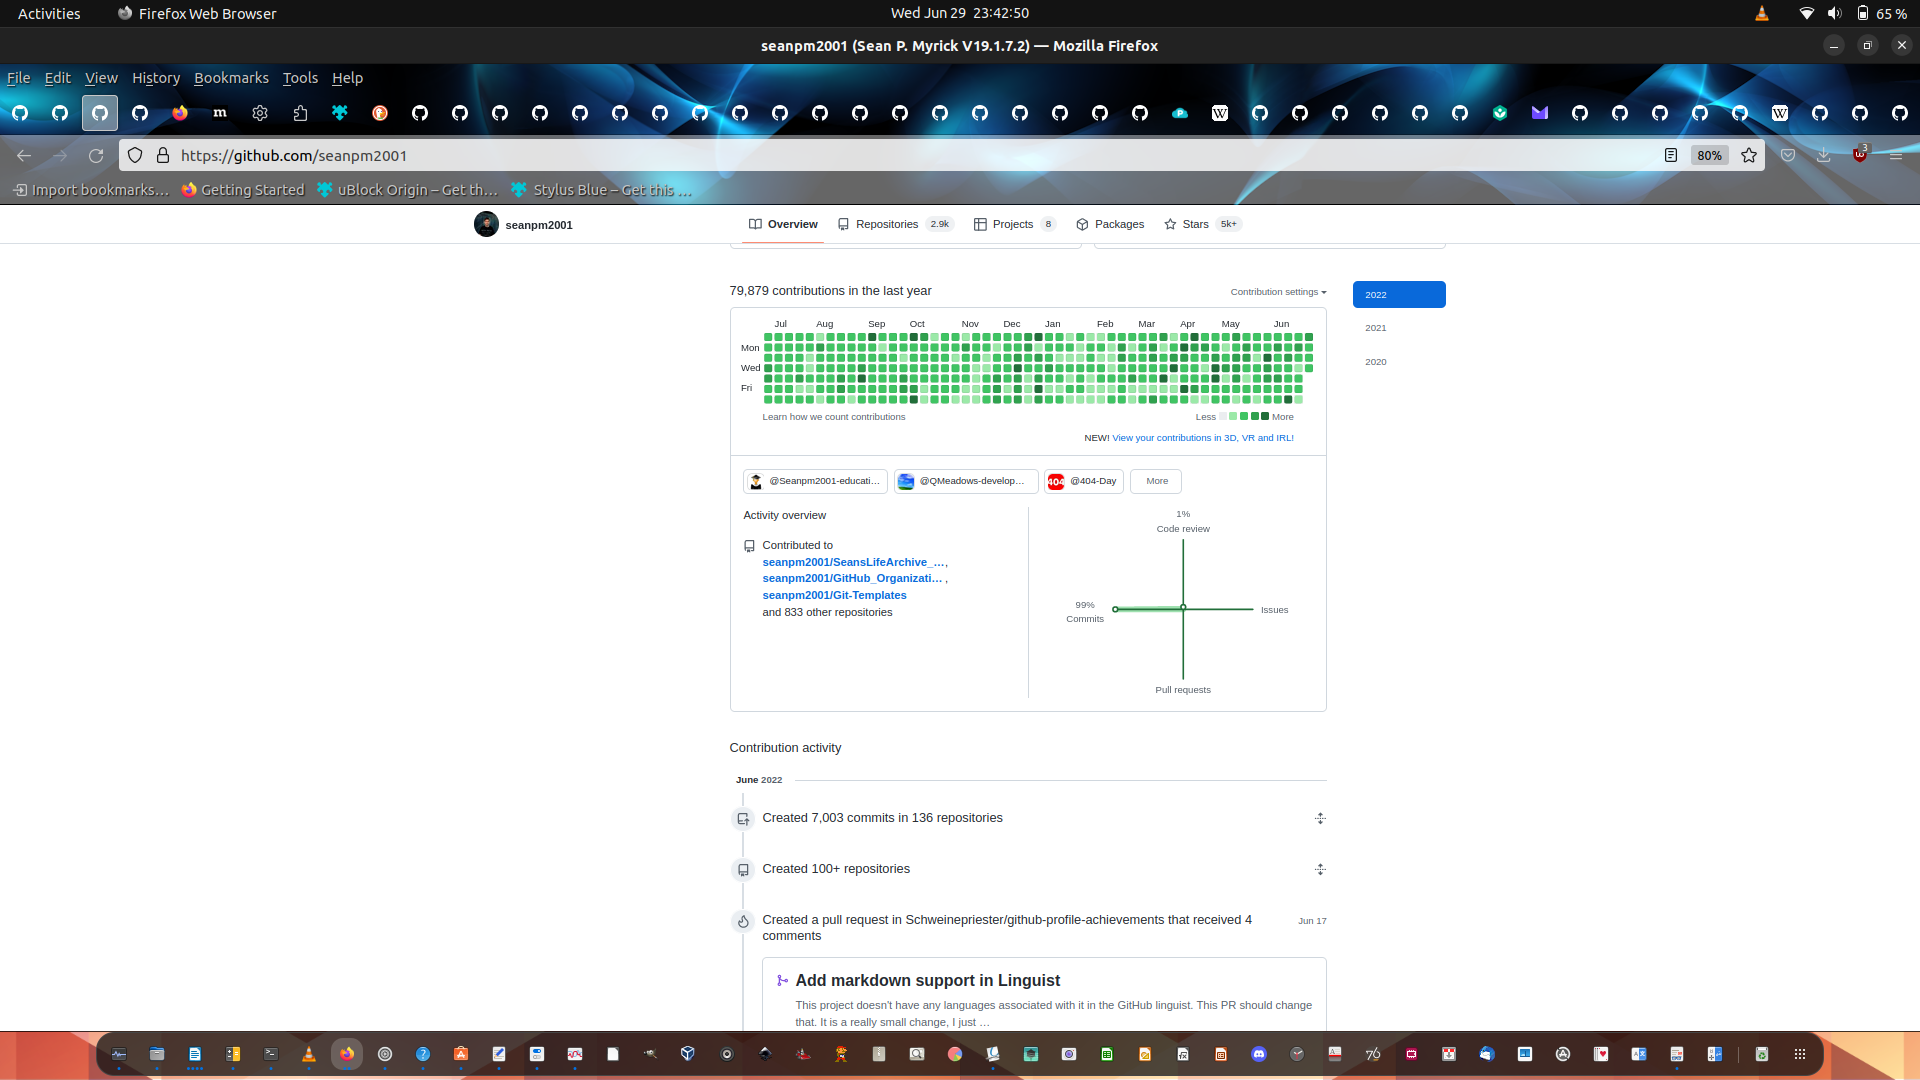 Activities
Firefox Web Browser
Wed Jun 29 23:42:50
65 %
seanpm2001 (Sean P. Myrick V19.1.7.2) — Mozilla Firefox
File Edit View History Bookmarks Tools Help
https://github.com/seanpm2001
80%
3
Import bookmarks…
Getting Started
uBlock Origin – Get th…
Stylus Blue – Get this …
seanpm2001
Overview
Repositories 2.9k
Projects 8
Packages
Stars 5k+
79,879 contributions in the last year
Contribution settings
2022
2021
2020
Jul Aug Sep Oct Nov Dec Jan Feb Mar Apr May Jun
Mon
Wed
Fri
Learn how we count contributions
Less
More
NEW! View your contributions in 3D, VR and IRL!
@Seanpm2001-educati…
@QMeadows-develop…
404 @404-Day
More
Activity overview
Contributed to
seanpm2001/SeansLifeArchive_…,
seanpm2001/GitHub_Organizati… ,
seanpm2001/Git-Templates
and 833 other repositories
1%
Code review
99%
Commits
Issues
Pull requests
Contribution activity
June 2022
Created 7,003 commits in 136 repositories
Created 100+ repositories
Created a pull request in Schweinepriester/github-profile-achievements that received 4
comments
Jun 17
Add markdown support in Linguist
This project doesn't have any languages associated with it in the GitHub linguist. This PR should change
that. It is a really small change, I just …